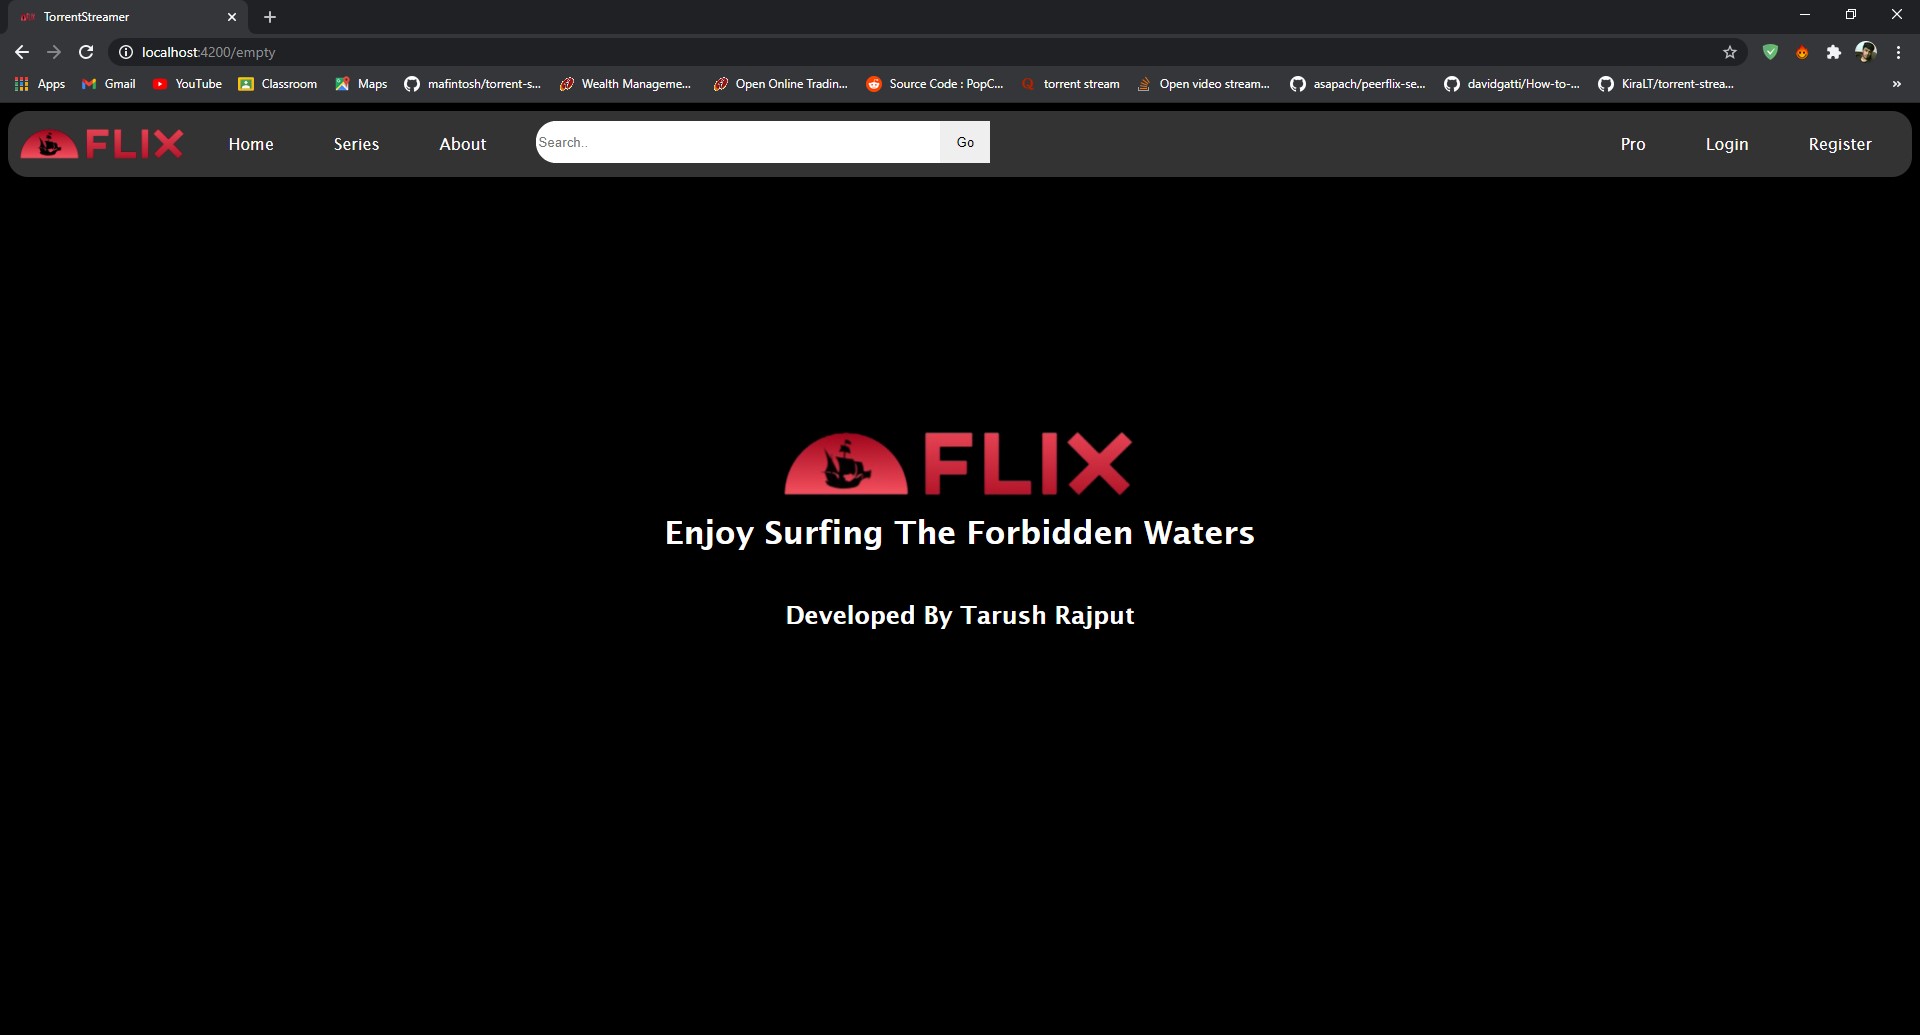 TorrentStreamer
localhost:4200/empty
Apps Gmail YouTube Classroom Maps mafintosh/torrent-s... Wealth Manageme... Open Online Tradin... Source Code : PopC... torrent stream Open video stream... asapach/peerflix-se... davidgatti/How-to-... KiraLT/torrent-strea... »
FLIX Home Series About Search.. Go Pro Login Register
FLIX
Enjoy Surfing The Forbidden Waters
Developed By Tarush Rajput